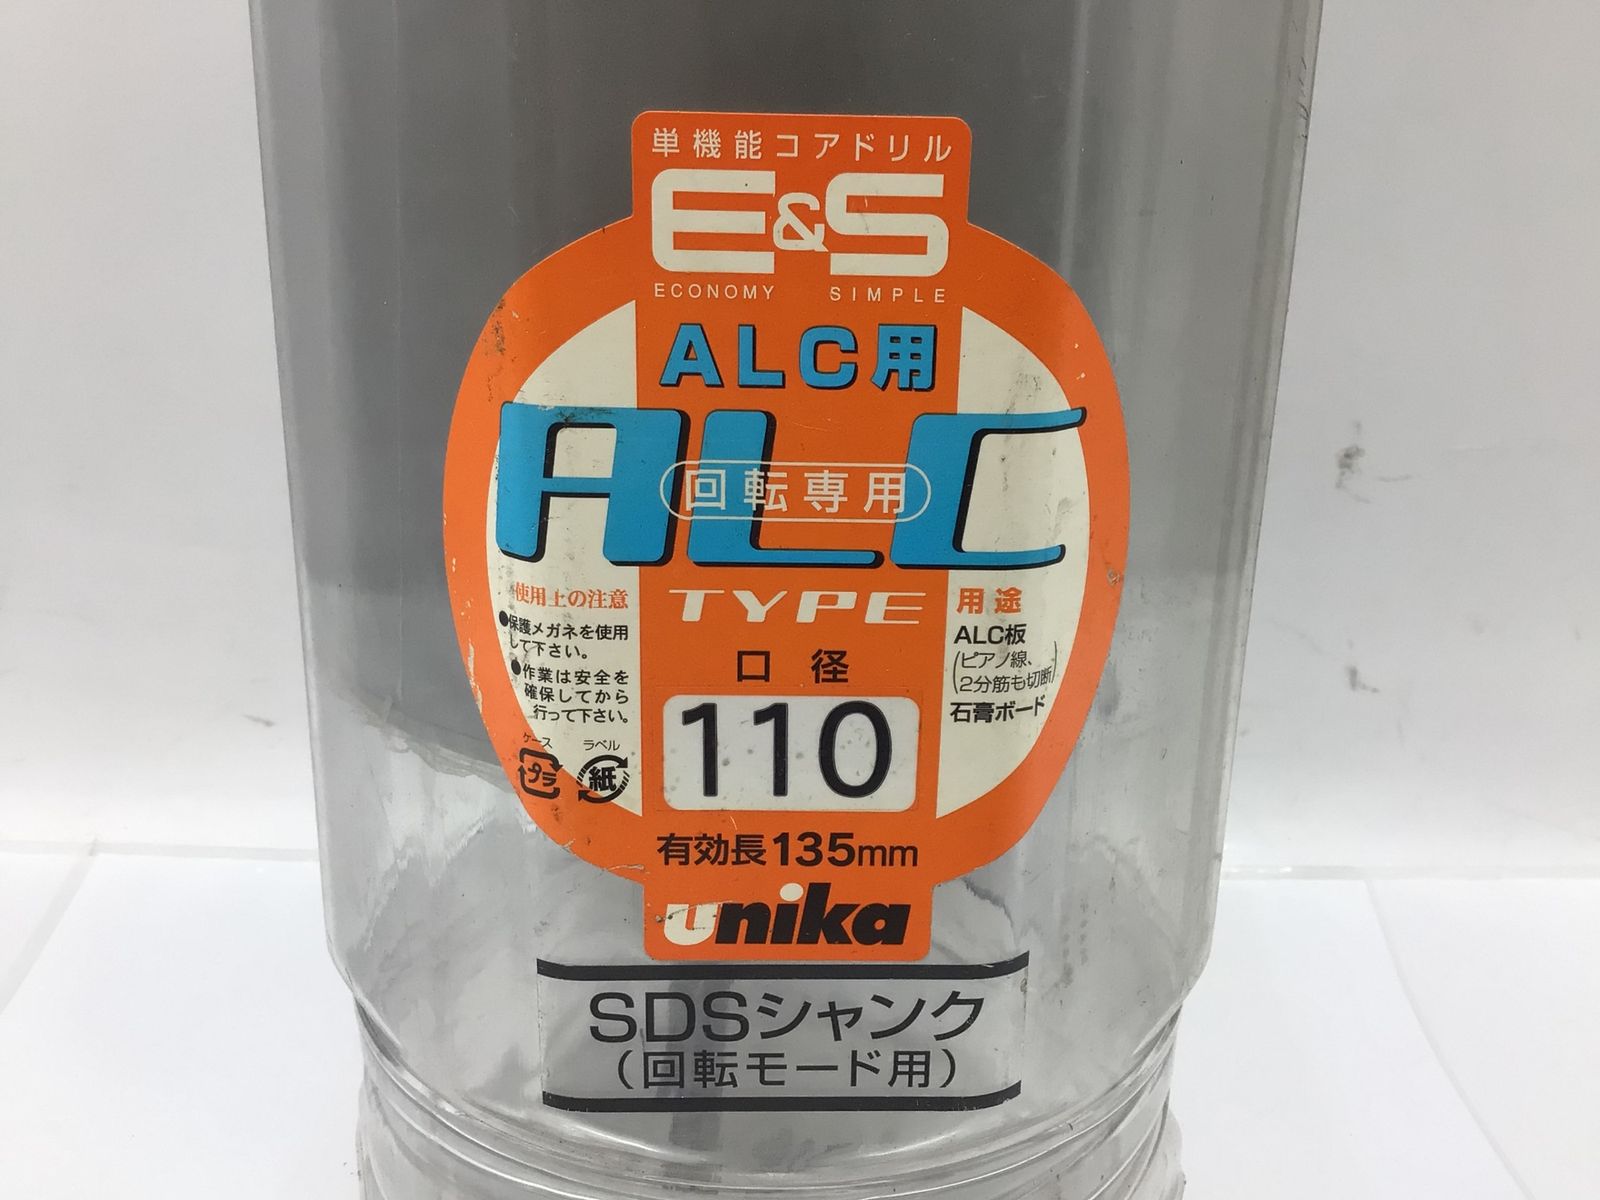 単機能コアドリル
E&S
ECONOMY SIMPLE
ALC用
ALC
回転専用
TYPE
使用上の注意
●保護メガネを使用
して下さい。
●作業は安全を
確保してから
行って下さい。
ケース
プラ
ラベル
紙
口径
110
有効長135mm
用途
ALC板
(ピアノ線、
2分筋も切断)
石膏ボード
unika
SDSシャンク
(回転モード用)